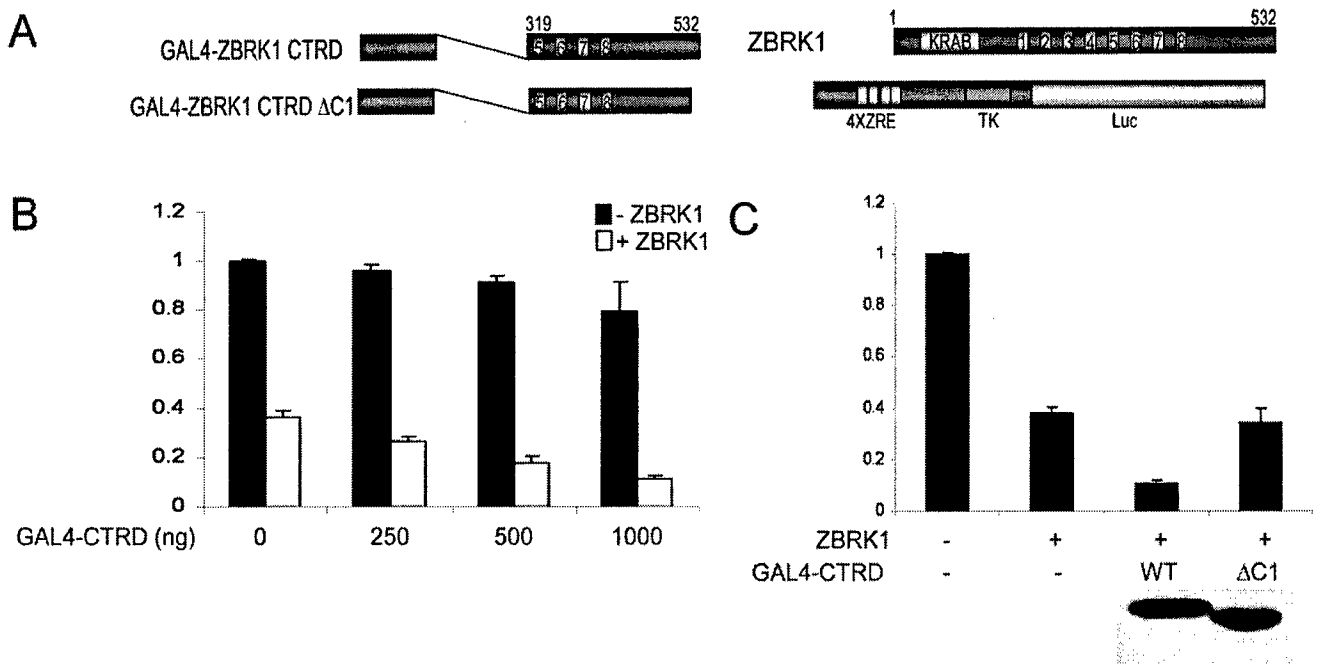 A
319 532
GAL4-ZBRK1 CTRD
5 6 7 8
GAL4-ZBRK1 CTRD ΔC1
5 6 7 8
1 532
ZBRK1
KRAB 1 2 3 4 5 6 7 8
4XZRE TK Luc
B
1.2
1
0.8
0.6
0.4
0.2
0
- ZBRK1
+ ZBRK1
GAL4-CTRD (ng) 0 250 500 1000
C
1.2
1
0.8
0.6
0.4
0.2
0
ZBRK1 - + + +
GAL4-CTRD - - WT ΔC1